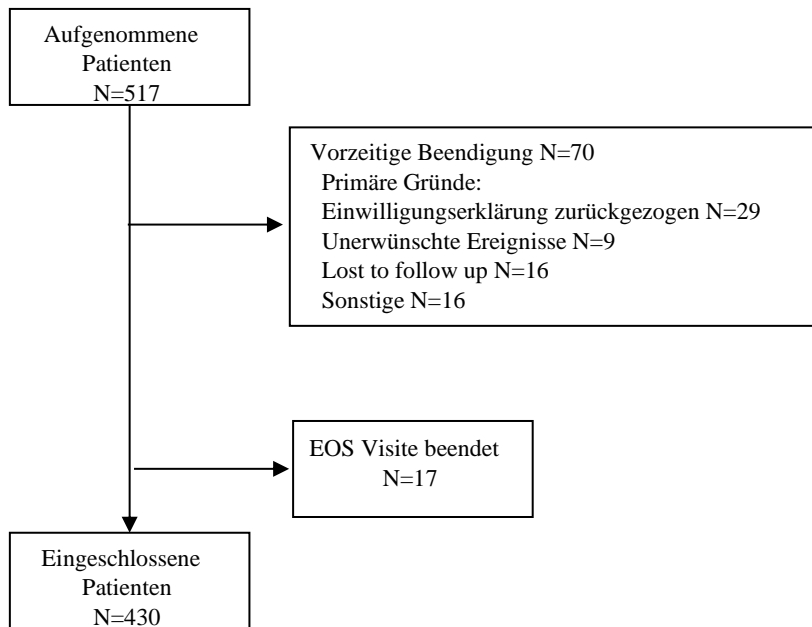 Aufgenommene
Patienten
N=517
Vorzeitige Beendigung N=70
Primäre Gründe:
Einwilligungserklärung zurückgezogen N=29
Unerwünschte Ereignisse N=9
Lost to follow up N=16
Sonstige N=16
EOS Visite beendet
N=17
Eingeschlossene
Patienten
N=430